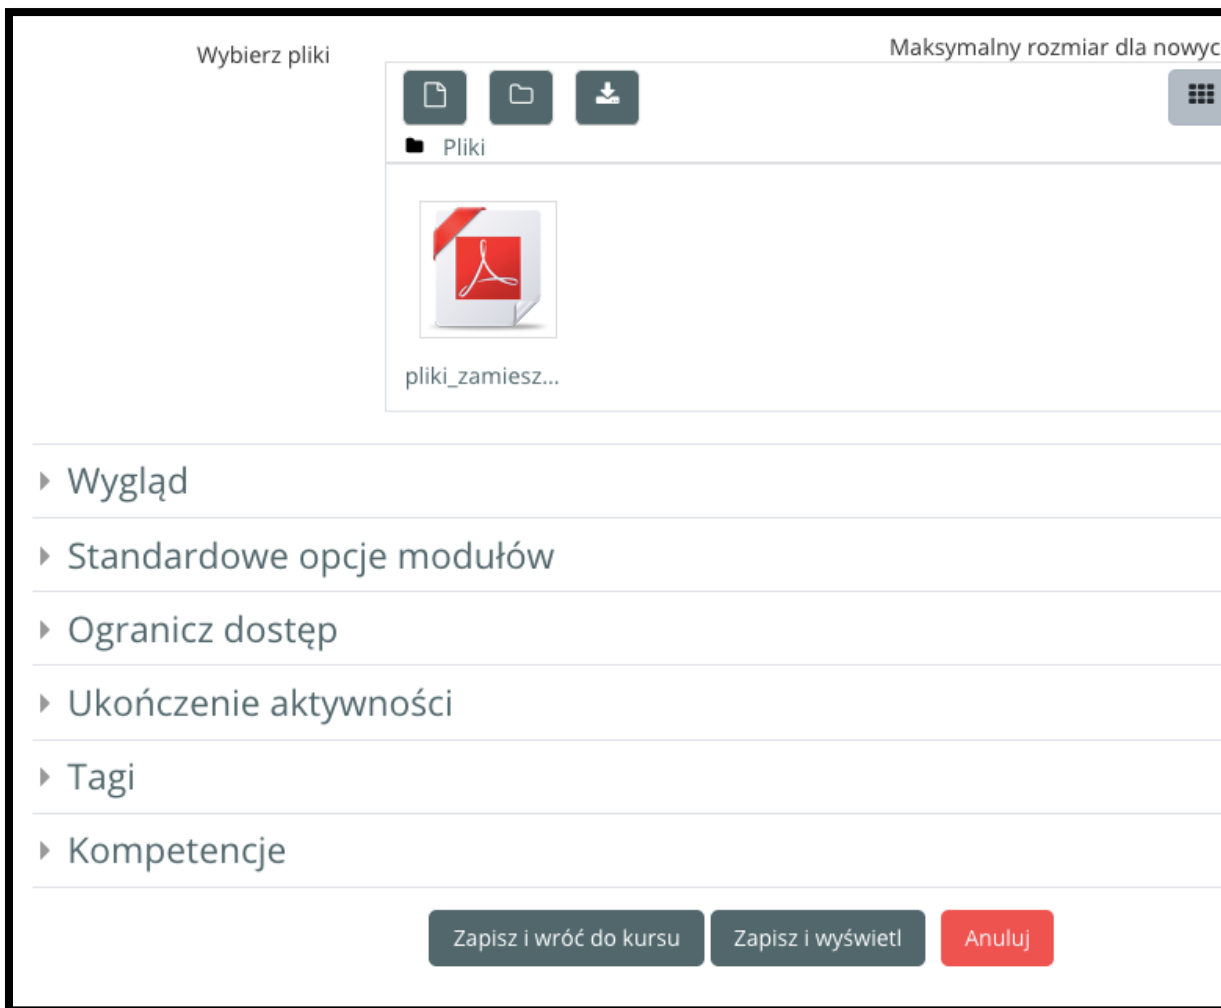 Wybierz pliki
Maksymalny rozmiar dla nowyc
Pliki
pliki_zamiesz...
Wygląd
Standardowe opcje modułów
Ogranicz dostęp
Ukończenie aktywności
Tagi
Kompetencje
Zapisz i wróć do kursu Zapisz i wyświetl Anuluj